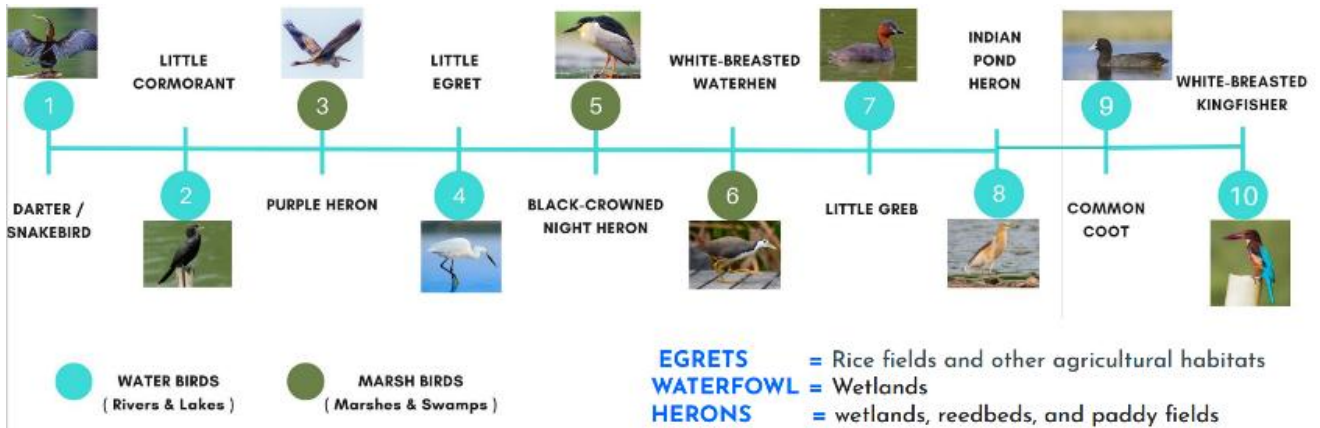 LITTLE
CORMORANT
LITTLE
EGRET
WHITE-BREASTED
WATERHEN
INDIAN
POND
HERON
WHITE-BREASTED
KINGFISHER
1
3
5
7
9
2
4
6
8
10
DARTER /
SNAKEBIRD
PURPLE HERON
BLACK-CROWNED
NIGHT HERON
LITTLE GREB
COMMON
COOT
WATER BIRDS
( Rivers & Lakes )
MARSH BIRDS
( Marshes & Swamps )
EGRETS = Rice fields and other agricultural habitats
WATERFOWL = Wetlands
HERONS = wetlands, reedbeds, and paddy fields